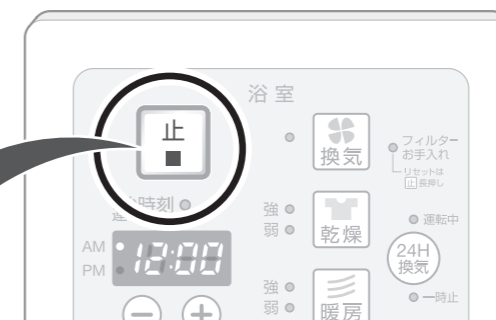 浴室
止
換気
フィルター
お手入れ
リセットは
止長押し
時刻
強
弱
乾燥
運転中
AM
PM
12:00
24H
換気
強
弱
暖房
一時止